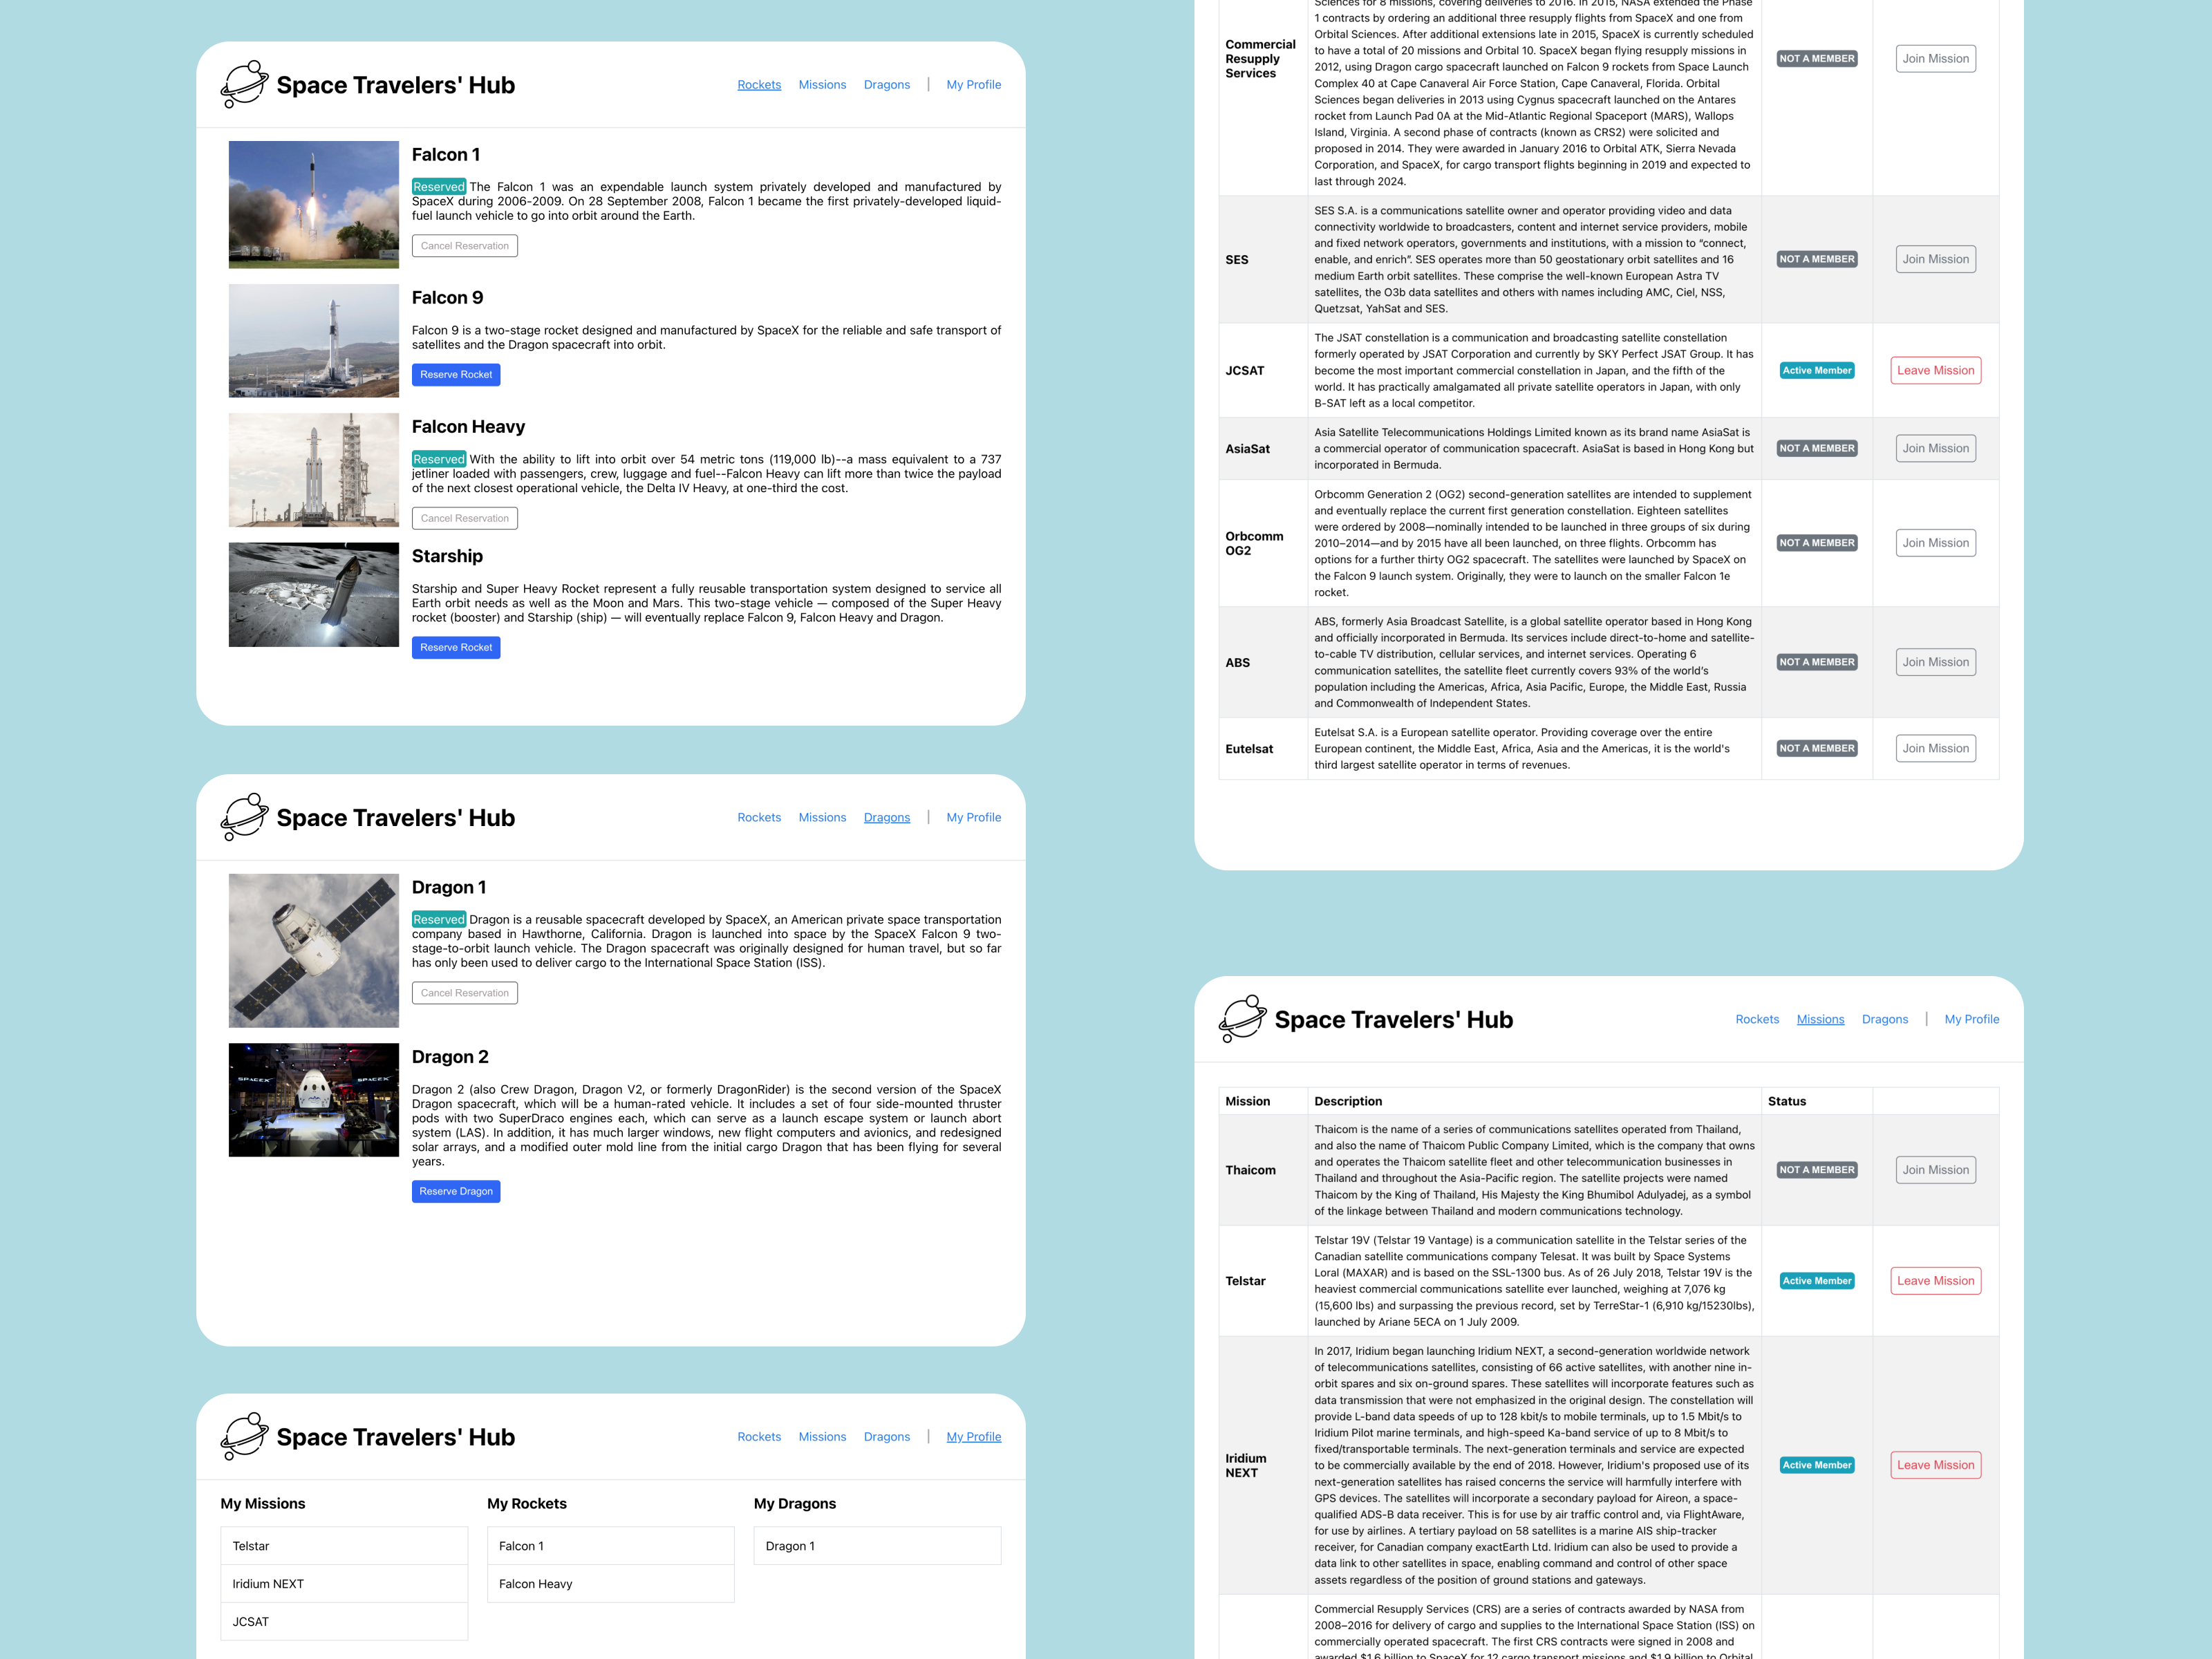 Space Travelers' Hub
Rockets Missions Dragons | My Profile
Falcon 1
Reserved The Falcon 1 was an expendable launch system privately developed and manufactured by
SpaceX during 2006-2009. On 28 September 2008, Falcon 1 became the first privately-developed liquid-
fuel launch vehicle to go into orbit around the Earth.
Cancel Reservation
Falcon 9
Falcon 9 is a two-stage rocket designed and manufactured by SpaceX for the reliable and safe transport of
satellites and the Dragon spacecraft into orbit.
Reserve Rocket
Falcon Heavy
Reserved With the ability to lift into orbit over 54 metric tons (119,000 lb)--a mass equivalent to a 737
jetliner loaded with passengers, crew, luggage and fuel--Falcon Heavy can lift more than twice the payload
of the next closest operational vehicle, the Delta IV Heavy, at one-third the cost.
Cancel Reservation
Starship
Starship and Super Heavy Rocket represent a fully reusable transportation system designed to service all
Earth orbit needs as well as the Moon and Mars. This two-stage vehicle — composed of the Super Heavy
rocket (booster) and Starship (ship) — will eventually replace Falcon 9, Falcon Heavy and Dragon.
Reserve Rocket
Space Travelers' Hub
Rockets Missions Dragons | My Profile
Dragon 1
Reserved Dragon is a reusable spacecraft developed by SpaceX, an American private space transportation
company based in Hawthorne, California. Dragon is launched into space by the SpaceX Falcon 9 two-
stage-to-orbit launch vehicle. The Dragon spacecraft was originally designed for human travel, but so far
has only been used to deliver cargo to the International Space Station (ISS).
Cancel Reservation
SPACEX
SPACEX
Dragon 2
Dragon 2 (also Crew Dragon, Dragon V2, or formerly DragonRider) is the second version of the SpaceX
Dragon spacecraft, which will be a human-rated vehicle. It includes a set of four side-mounted thruster
pods with two SuperDraco engines each, which can serve as a launch escape system or launch abort
system (LAS). In addition, it has much larger windows, new flight computers and avionics, and redesigned
solar arrays, and a modified outer mold line from the initial cargo Dragon that has been flying for several
years.
Reserve Dragon
Space Travelers' Hub
Rockets Missions Dragons | My Profile
My Missions
Telstar
Iridium NEXT
JCSAT
My Rockets
Falcon 1
Falcon Heavy
My Dragons
Dragon 1
Commercial
Resupply
Services
Sciences for 8 missions, covering deliveries to 2016. In 2015, NASA extended the Phase
1 contracts by ordering an additional three resupply flights from SpaceX and one from
Orbital Sciences. After additional extensions late in 2015, SpaceX is currently scheduled
to have a total of 20 missions and Orbital 10. SpaceX began flying resupply missions in
2012, using Dragon cargo spacecraft launched on Falcon 9 rockets from Space Launch
Complex 40 at Cape Canaveral Air Force Station, Cape Canaveral, Florida. Orbital
Sciences began deliveries in 2013 using Cygnus spacecraft launched on the Antares
rocket from Launch Pad 0A at the Mid-Atlantic Regional Spaceport (MARS), Wallops
Island, Virginia. A second phase of contracts (known as CRS2) were solicited and
proposed in 2014. They were awarded in January 2016 to Orbital ATK, Sierra Nevada
Corporation, and SpaceX, for cargo transport flights beginning in 2019 and expected to
last through 2024.
NOT A MEMBER
Join Mission
SES
SES S.A. is a communications satellite owner and operator providing video and data
connectivity worldwide to broadcasters, content and internet service providers, mobile
and fixed network operators, governments and institutions, with a mission to “connect,
enable, and enrich”. SES operates more than 50 geostationary orbit satellites and 16
medium Earth orbit satellites. These comprise the well-known European Astra TV
satellites, the O3b data satellites and others with names including AMC, Ciel, NSS,
Quetzsat, YahSat and SES.
NOT A MEMBER
Join Mission
JCSAT
The JSAT constellation is a communication and broadcasting satellite constellation
formerly operated by JSAT Corporation and currently by SKY Perfect JSAT Group. It has
become the most important commercial constellation in Japan, and the fifth of the
world. It has practically amalgamated all private satellite operators in Japan, with only
B-SAT left as a local competitor.
Active Member
Leave Mission
AsiaSat
Asia Satellite Telecommunications Holdings Limited known as its brand name AsiaSat is
a commercial operator of communication spacecraft. AsiaSat is based in Hong Kong but
incorporated in Bermuda.
NOT A MEMBER
Join Mission
Orbcomm
OG2
Orbcomm Generation 2 (OG2) second-generation satellites are intended to supplement
and eventually replace the current first generation constellation. Eighteen satellites
were ordered by 2008—nominally intended to be launched in three groups of six during
2010–2014—and by 2015 have all been launched, on three flights. Orbcomm has
options for a further thirty OG2 spacecraft. The satellites were launched by SpaceX on
the Falcon 9 launch system. Originally, they were to launch on the smaller Falcon 1e
rocket.
NOT A MEMBER
Join Mission
ABS
ABS, formerly Asia Broadcast Satellite, is a global satellite operator based in Hong Kong
and officially incorporated in Bermuda. Its services include direct-to-home and satellite-
to-cable TV distribution, cellular services, and internet services. Operating 6
communication satellites, the satellite fleet currently covers 93% of the world’s
population including the Americas, Africa, Asia Pacific, Europe, the Middle East, Russia
and Commonwealth of Independent States.
NOT A MEMBER
Join Mission
Eutelsat
Eutelsat S.A. is a European satellite operator. Providing coverage over the entire
European continent, the Middle East, Africa, Asia and the Americas, it is the world's
third largest satellite operator in terms of revenues.
NOT A MEMBER
Join Mission
Space Travelers' Hub
Rockets Missions Dragons | My Profile
Mission Description Status
Thaicom
Thaicom is the name of a series of communications satellites operated from Thailand,
and also the name of Thaicom Public Company Limited, which is the company that owns
and operates the Thaicom satellite fleet and other telecommunication businesses in
Thailand and throughout the Asia-Pacific region. The satellite projects were named
Thaicom by the King of Thailand, His Majesty the King Bhumibol Adulyadej, as a symbol
of the linkage between Thailand and modern communications technology.
NOT A MEMBER
Join Mission
Telstar
Telstar 19V (Telstar 19 Vantage) is a communication satellite in the Telstar series of the
Canadian satellite communications company Telesat. It was built by Space Systems
Loral (MAXAR) and is based on the SSL-1300 bus. As of 26 July 2018, Telstar 19V is the
heaviest commercial communications satellite ever launched, weighing at 7,076 kg
(15,600 lbs) and surpassing the previous record, set by TerreStar-1 (6,910 kg/15230lbs),
launched by Ariane 5ECA on 1 July 2009.
Active Member
Leave Mission
Iridium
NEXT
In 2017, Iridium began launching Iridium NEXT, a second-generation worldwide network
of telecommunications satellites, consisting of 66 active satellites, with another nine in-
orbit spares and six on-ground spares. These satellites will incorporate features such as
data transmission that were not emphasized in the original design. The constellation will
provide L-band data speeds of up to 128 kbit/s to mobile terminals, up to 1.5 Mbit/s to
Iridium Pilot marine terminals, and high-speed Ka-band service of up to 8 Mbit/s to
fixed/transportable terminals. The next-generation terminals and service are expected
to be commercially available by the end of 2018. However, Iridium's proposed use of its
next-generation satellites has raised concerns the service will harmfully interfere with
GPS devices. The satellites will incorporate a secondary payload for Aireon, a space-
qualified ADS-B data receiver. This is for use by air traffic control and, via FlightAware,
for use by airlines. A tertiary payload on 58 satellites is a marine AIS ship-tracker
receiver, for Canadian company exactEarth Ltd. Iridium can also be used to provide a
data link to other satellites in space, enabling command and control of other space
assets regardless of the position of ground stations and gateways.
Active Member
Leave Mission
Commercial Resupply Services (CRS) are a series of contracts awarded by NASA from
2008–2016 for delivery of cargo and supplies to the International Space Station (ISS) on
commercially operated spacecraft. The first CRS contracts were signed in 2008 and
awarded $1.6 billion to SpaceX for 12 cargo transport missions and $1.9 billion to Orbital